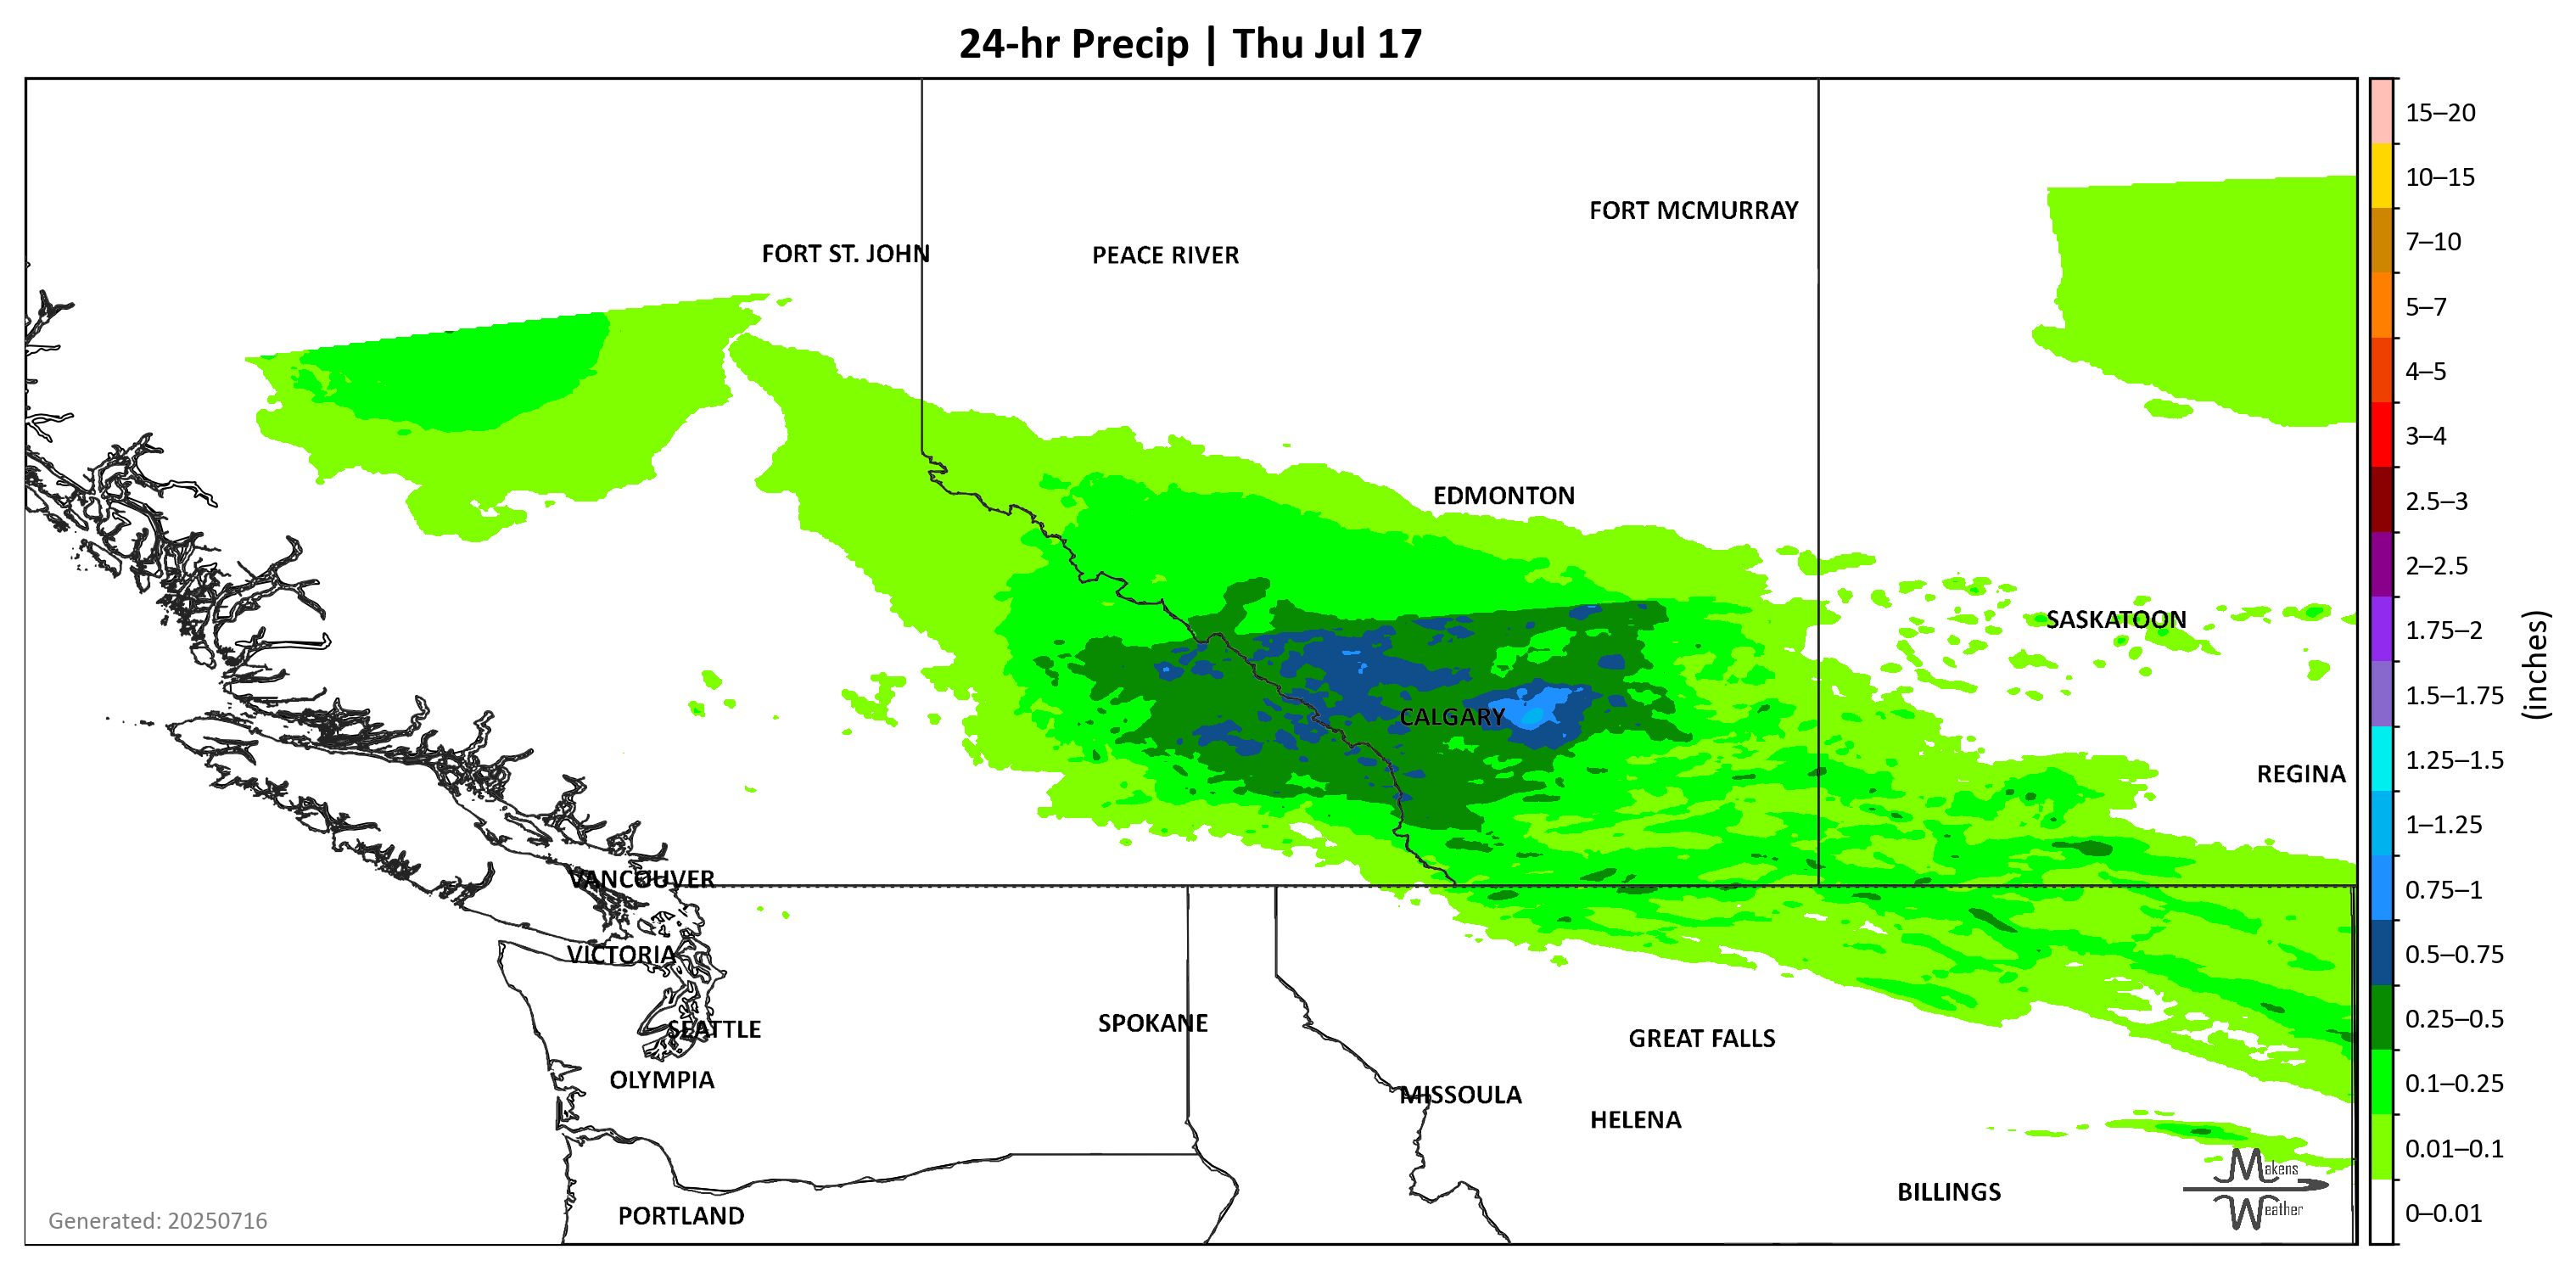 24-hr Precip | Thu Jul 17
15–20
10–15
FORT MCMURRAY
7–10
FORT ST. JOHN
PEACE RIVER
5–7
4–5
3–4
EDMONTON
2.5–3
2–2.5
SASKATOON
1.75–2
(inches)
1.5–1.75
CALGARY
1.25–1.5
REGINA
1–1.25
VANCOUVER
0.75–1
VICTORIA
0.5–0.75
SPOKANE
0.25–0.5
SEATTLE
GREAT FALLS
OLYMPIA
0.1–0.25
MISSOULA
HELENA
0.01–0.1
Makens
Weather
BILLINGS
PORTLAND
0–0.01
Generated: 20250716